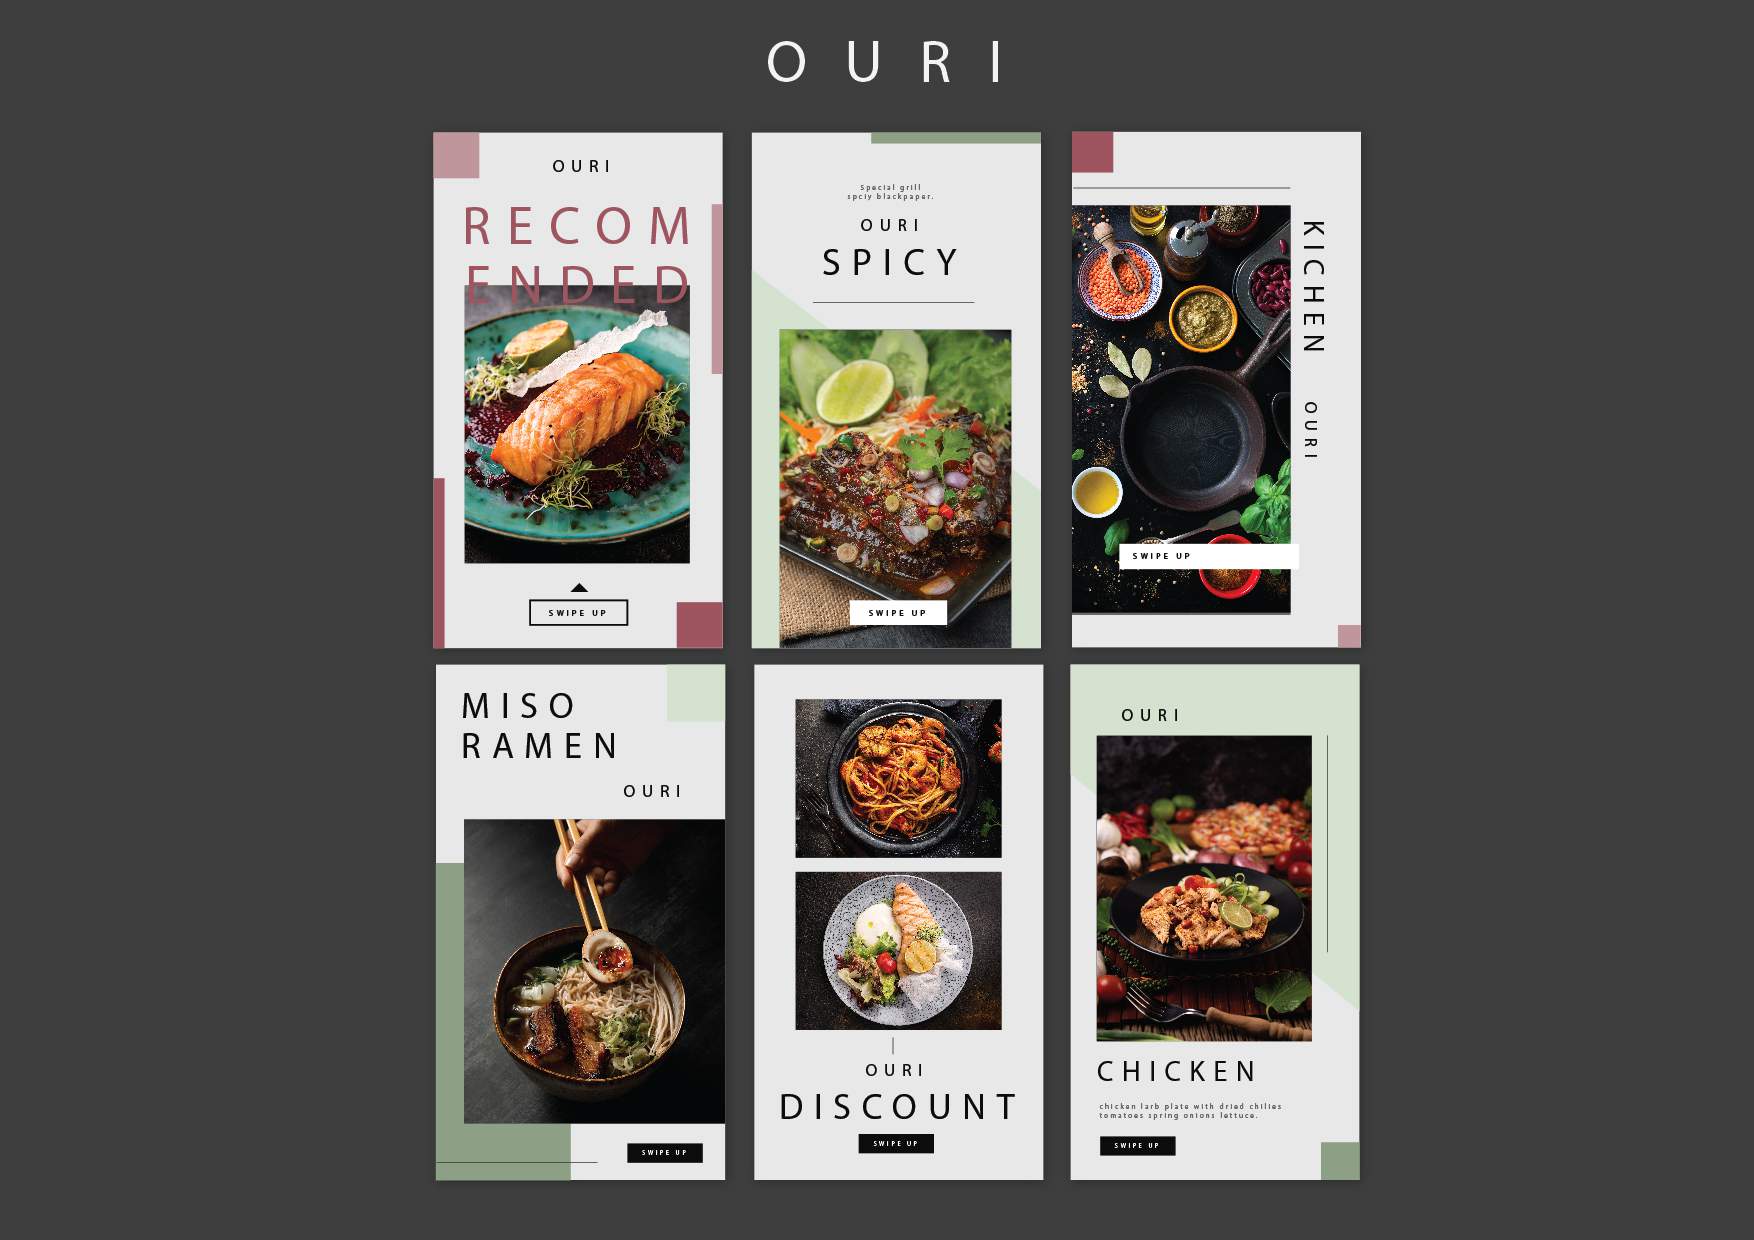 OURI
OURI
RECOM
ENDED
SWIPE UP
Special grill
spciy blackpaper.
OURI
SPICY
SWIPE UP
KICHEN
OURI
SWIPE UP
MISO
RAMEN
OURI
SWIPE UP
OURI
DISCOUNT
SWIPE UP
OURI
CHICKEN
chicken larb plate with dried chilies
tomatoes spring onions lettuce.
SWIPE UP